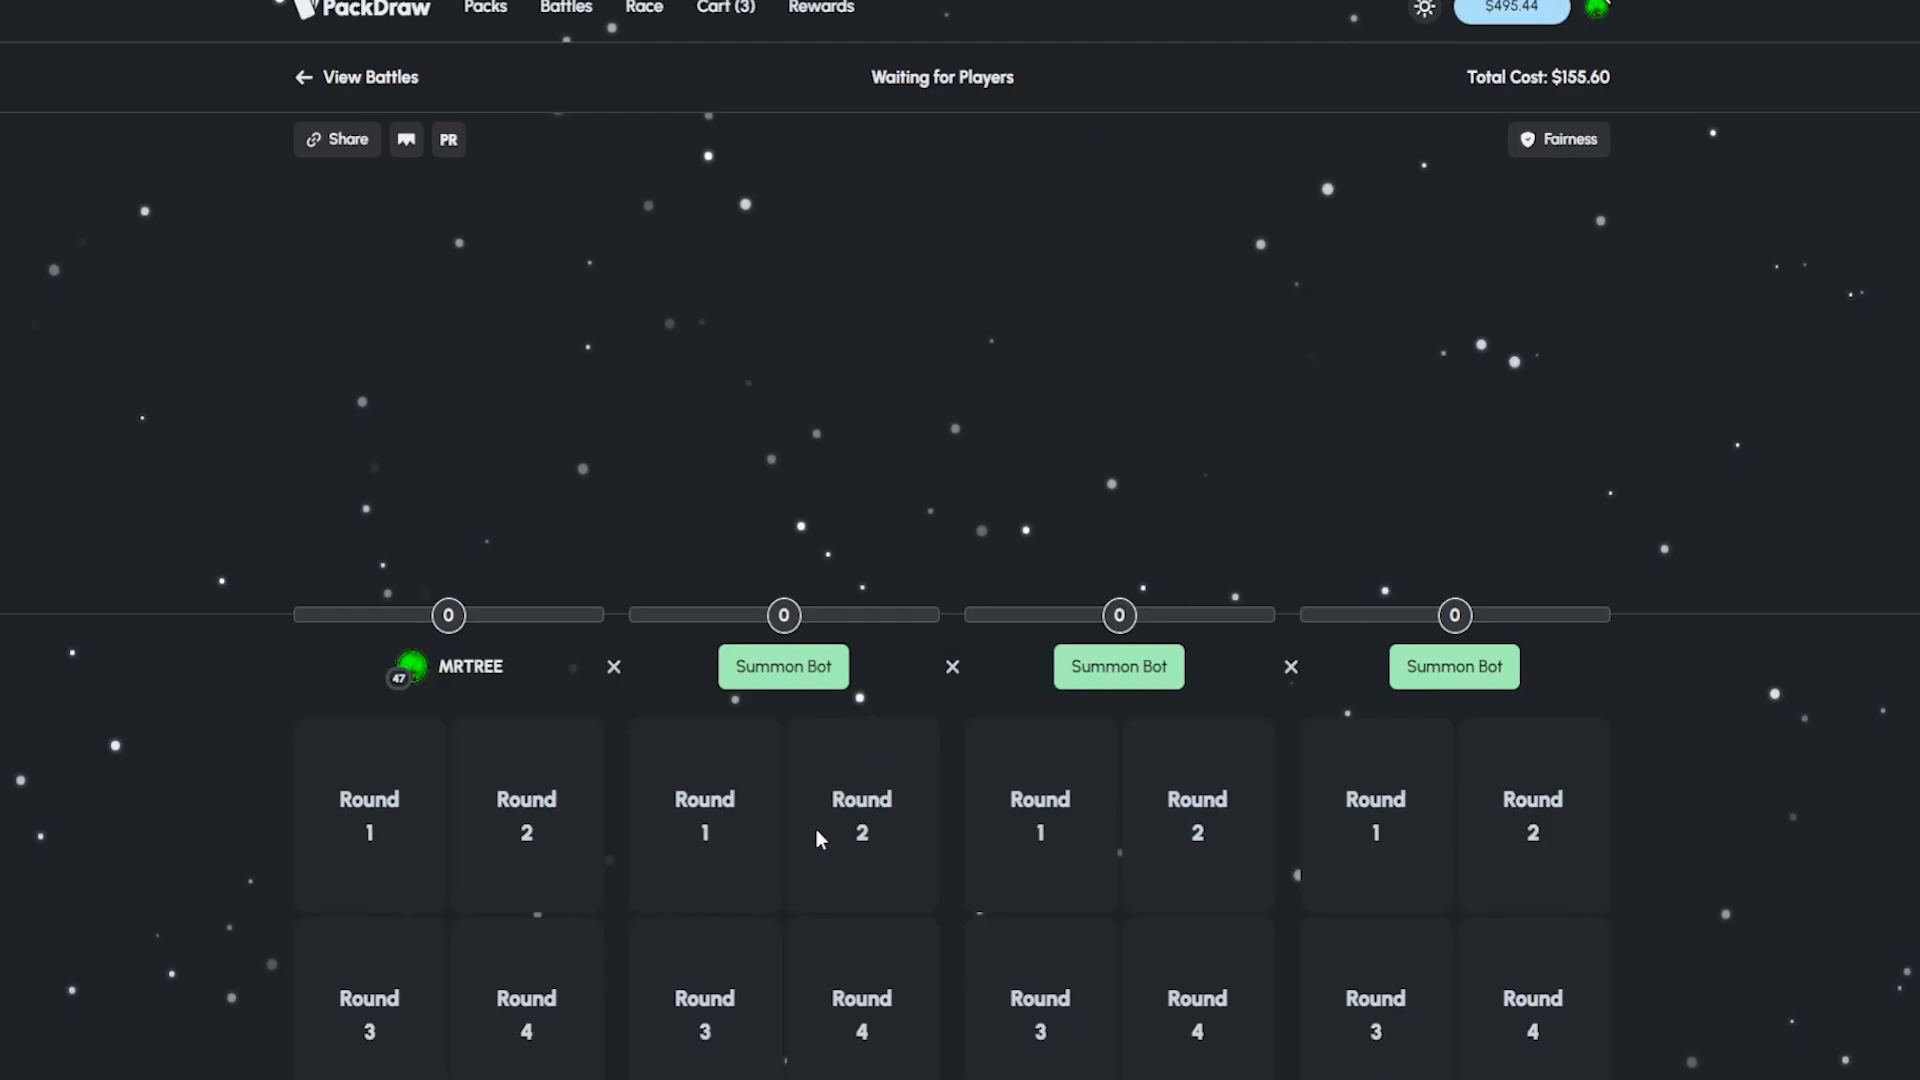 PackDraw Packs Battles Race Cart (3) Rewards $495.44
View Battles Waiting for Players Total Cost: $155.60
Share PR Fairness
0 0 0 0
47 MRTREE Summon Bot Summon Bot Summon Bot
Round Round Round Round Round Round Round Round
1 2 1 2 1 2 1 2
Round Round Round Round Round Round Round Round
3 4 3 4 3 4 3 4